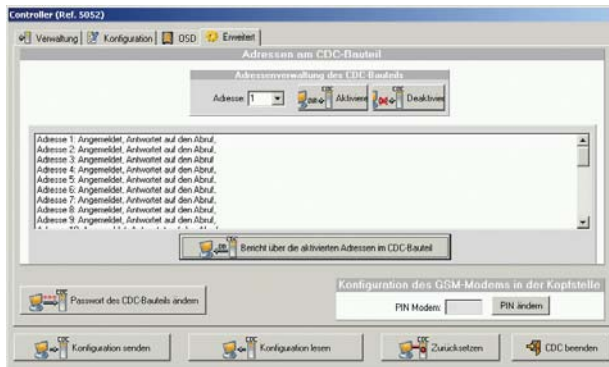 Controller (Ref. 5052)
Verwaltung Konfiguration OSD Erweitert
Adressen am CDC-Bauteil
Adressenverwaltung des CDC-Bauteils
Adresse: 1 Aktiviere Deaktivier
Adresse 1: Angemeldet, Antwortet auf den Abruf,
Adresse 2: Angemeldet, Antwortet auf den Abruf,
Adresse 3: Angemeldet, Antwortet auf den Abruf
Adresse 4: Angemeldet, Antwortet auf den Abruf,
Adresse 5: Angemeldet, Antwortet auf den Abruf,
Adresse 6: Angemeldet, Antwortet auf den Abruf,
Adresse 7: Angemeldet, Antwortet auf den Abruf,
Adresse 8: Angemeldet, Antwortet auf den Abruf,
Adresse 9: Angemeldet, Antwortet auf den Abruf,
Bericht über die aktivierten Adressen im CDC-Bauteil
Konfiguration des GSM-Modems in der Kopfstelle
Passwort des CDC-Bauteils ändern
PIN Modem: PIN ändern
CDC Konfiguration senden CDC Konfiguration lesen CDC Zurücksetzen CDC beenden